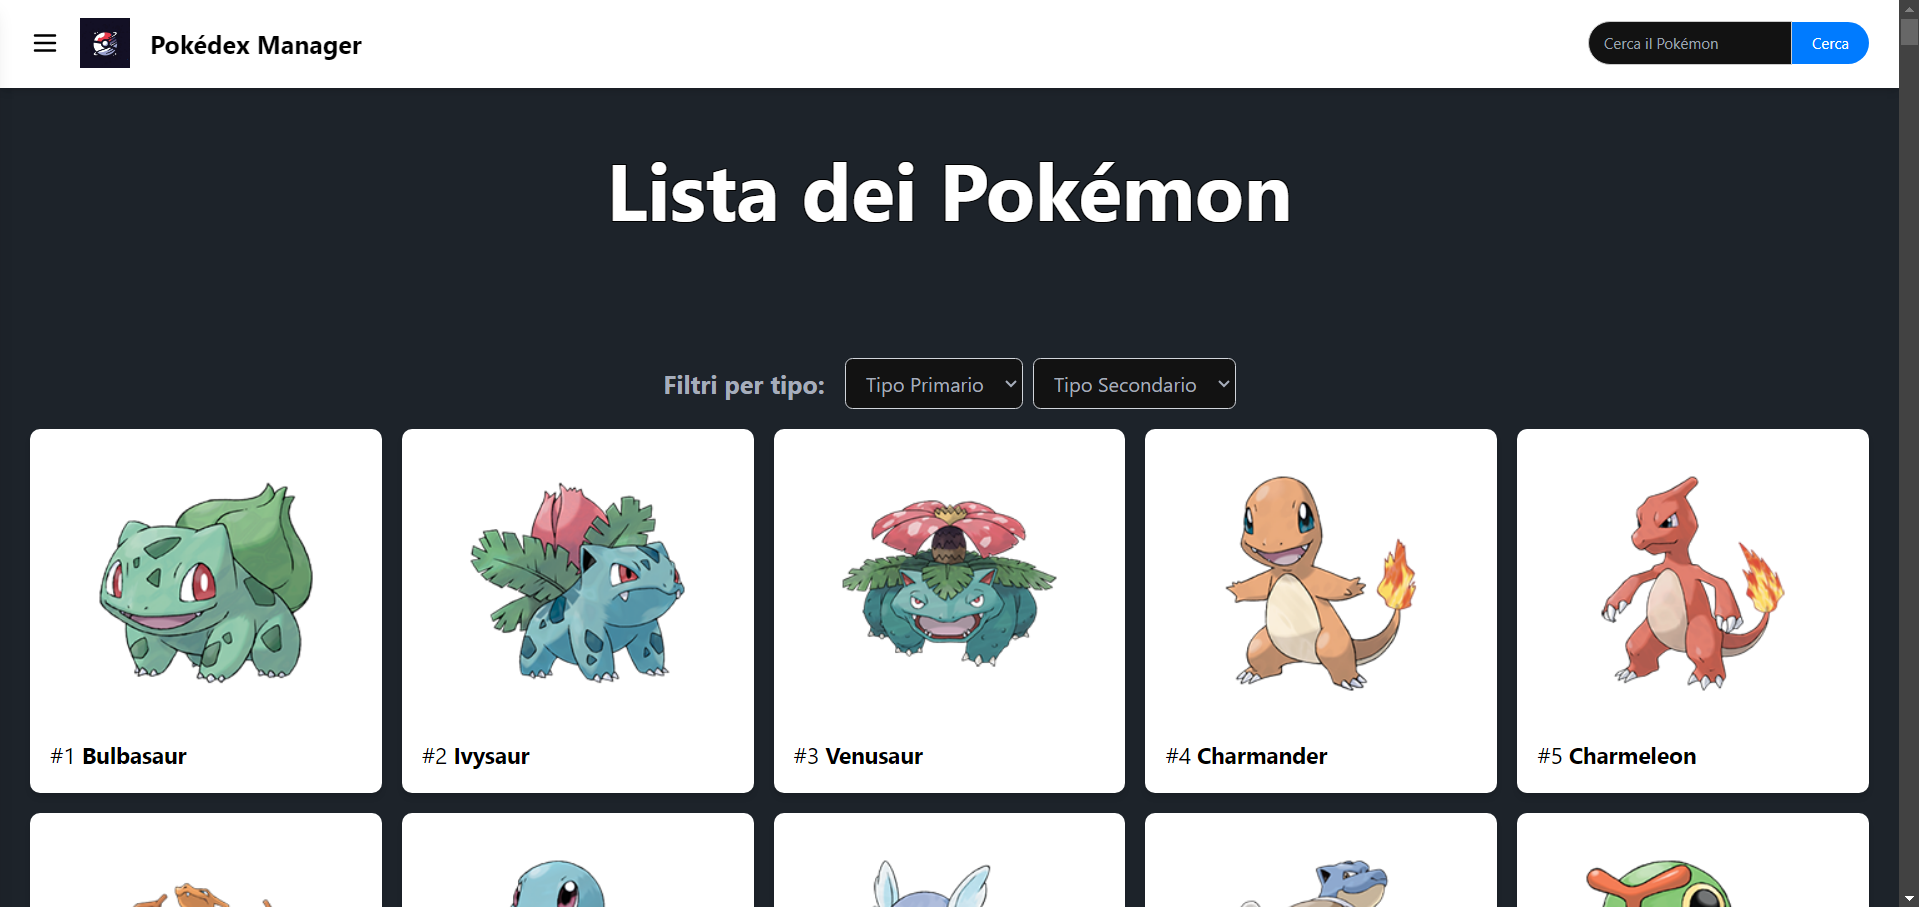 Pokédex Manager
Cerca il Pokémon
Cerca
Lista dei Pokémon
Filtri per tipo:
Tipo Primario
Tipo Secondario
#1 Bulbasaur
#2 Ivysaur
#3 Venusaur
#4 Charmander
#5 Charmeleon